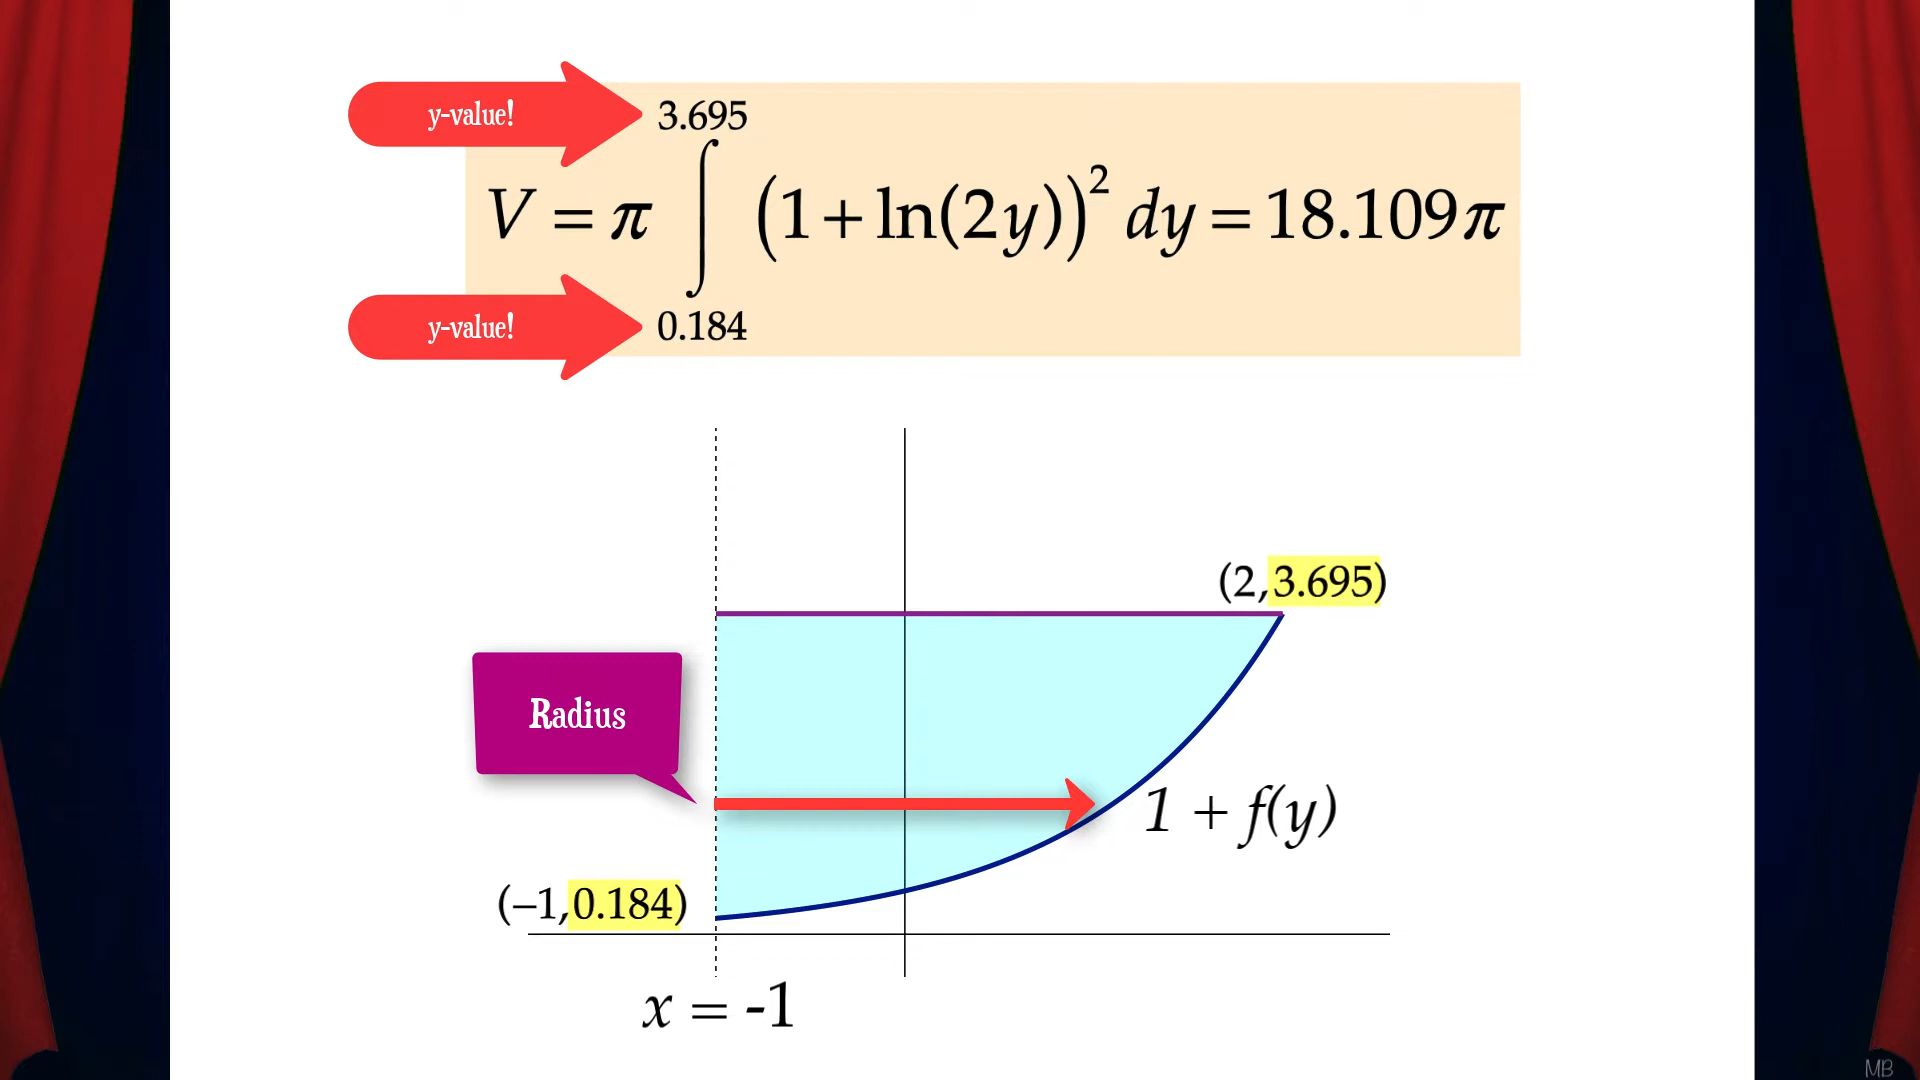 y-value!
3.695
V = π ∫ (1 + ln(2y))² dy = 18.109π
y-value!
0.184
(2, 3.695)
Radius
1 + f(y)
(–1, 0.184)
x = -1
MB